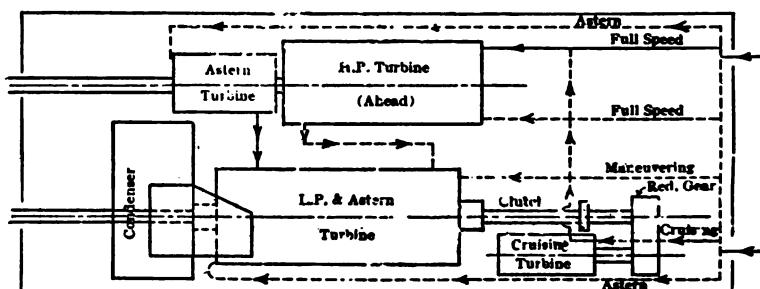 Astern
Full Speed
Astern
Turbine
H.P. Turbine
(Ahead)
Full Speed
Maneuvering
Red. Gear
Condenser
L.P. & Astern
Turbine
Clutch
Cruising
Cruising
Turbine
Astern